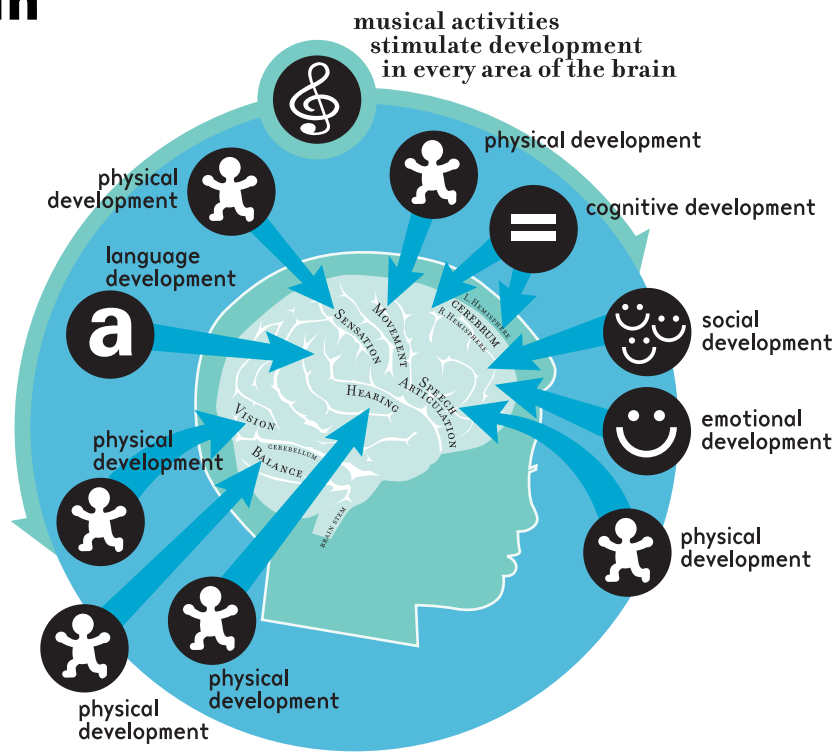 in
musical activities
stimulate development
in every area of the brain
physical development
physical
development
cognitive development
language
development
a
=
social
development
L. HEMISPHERE
CEREBRUM
R. HEMISPHERE
MOVEMENT
SENSATION
SPEECH
ARTICULATION
HEARING
VISION
CEREBELLUM
BALANCE
BRAIN STEM
emotional
development
physical
development
physical
development
physical
development
physical
development